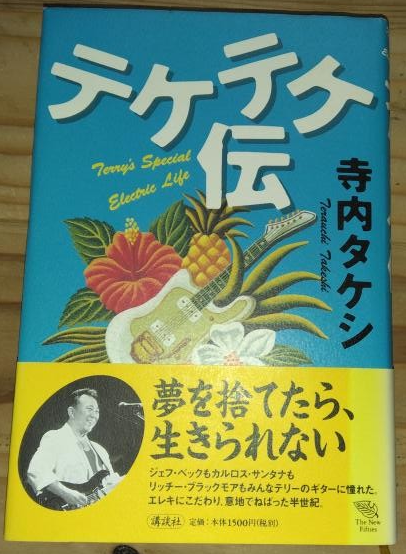 テケテケ伝
Terry's Special
Electric Life
寺内タケシ
Terauchi Takeshi
夢を捨てたら、
生きられない
ジェフ・ベックもカルロス・サンタナも
リッチー・ブラックモアもみんなテリーのギターに憧れた。
エレキにこだわり、意地でねばった半世紀。
講談社
定価:本体1500円(税別)
The New
Fifties